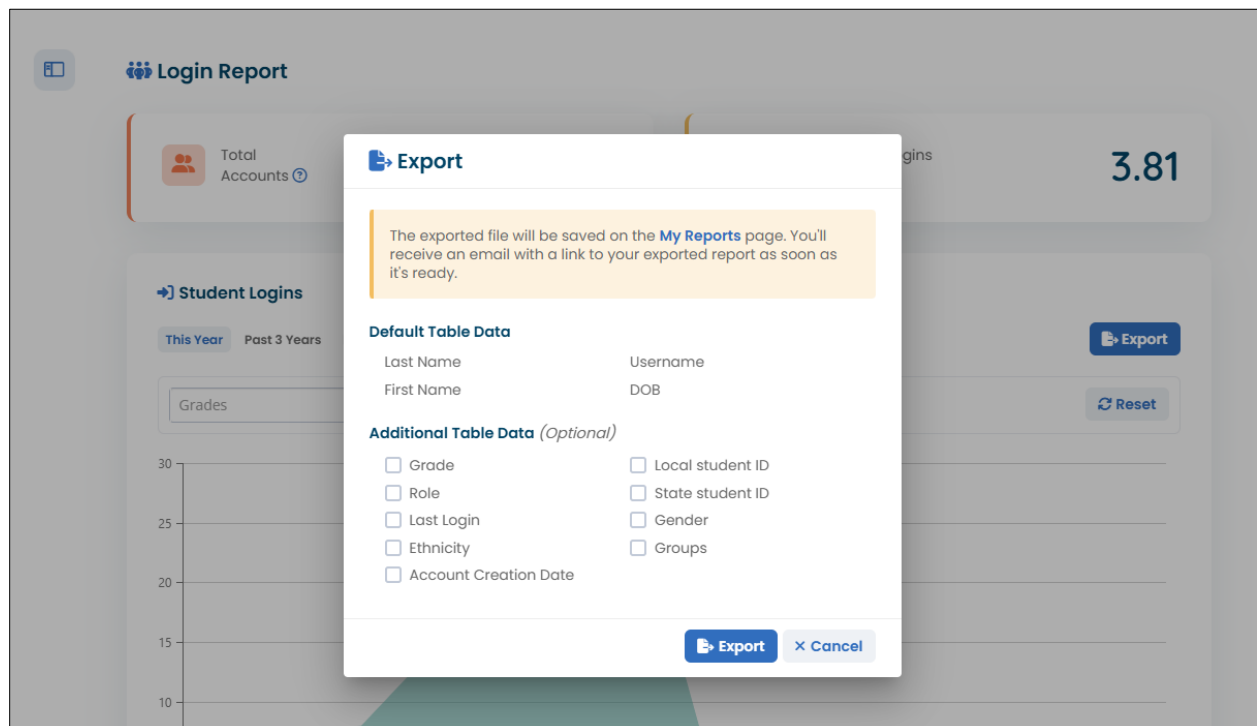 Login Report
Total
Accounts
gins
3.81
Export
The exported file will be saved on the My Reports page. You'll
receive an email with a link to your exported report as soon as
it's ready.
Student Logins
This Year Past 3 Years
Export
Default Table Data
Last Name Username
First Name DOB
Grades
Reset
Additional Table Data (Optional)
Grade Local student ID
Role State student ID
Last Login Gender
Ethnicity Groups
Account Creation Date
Export Cancel
30
25
20
15
10